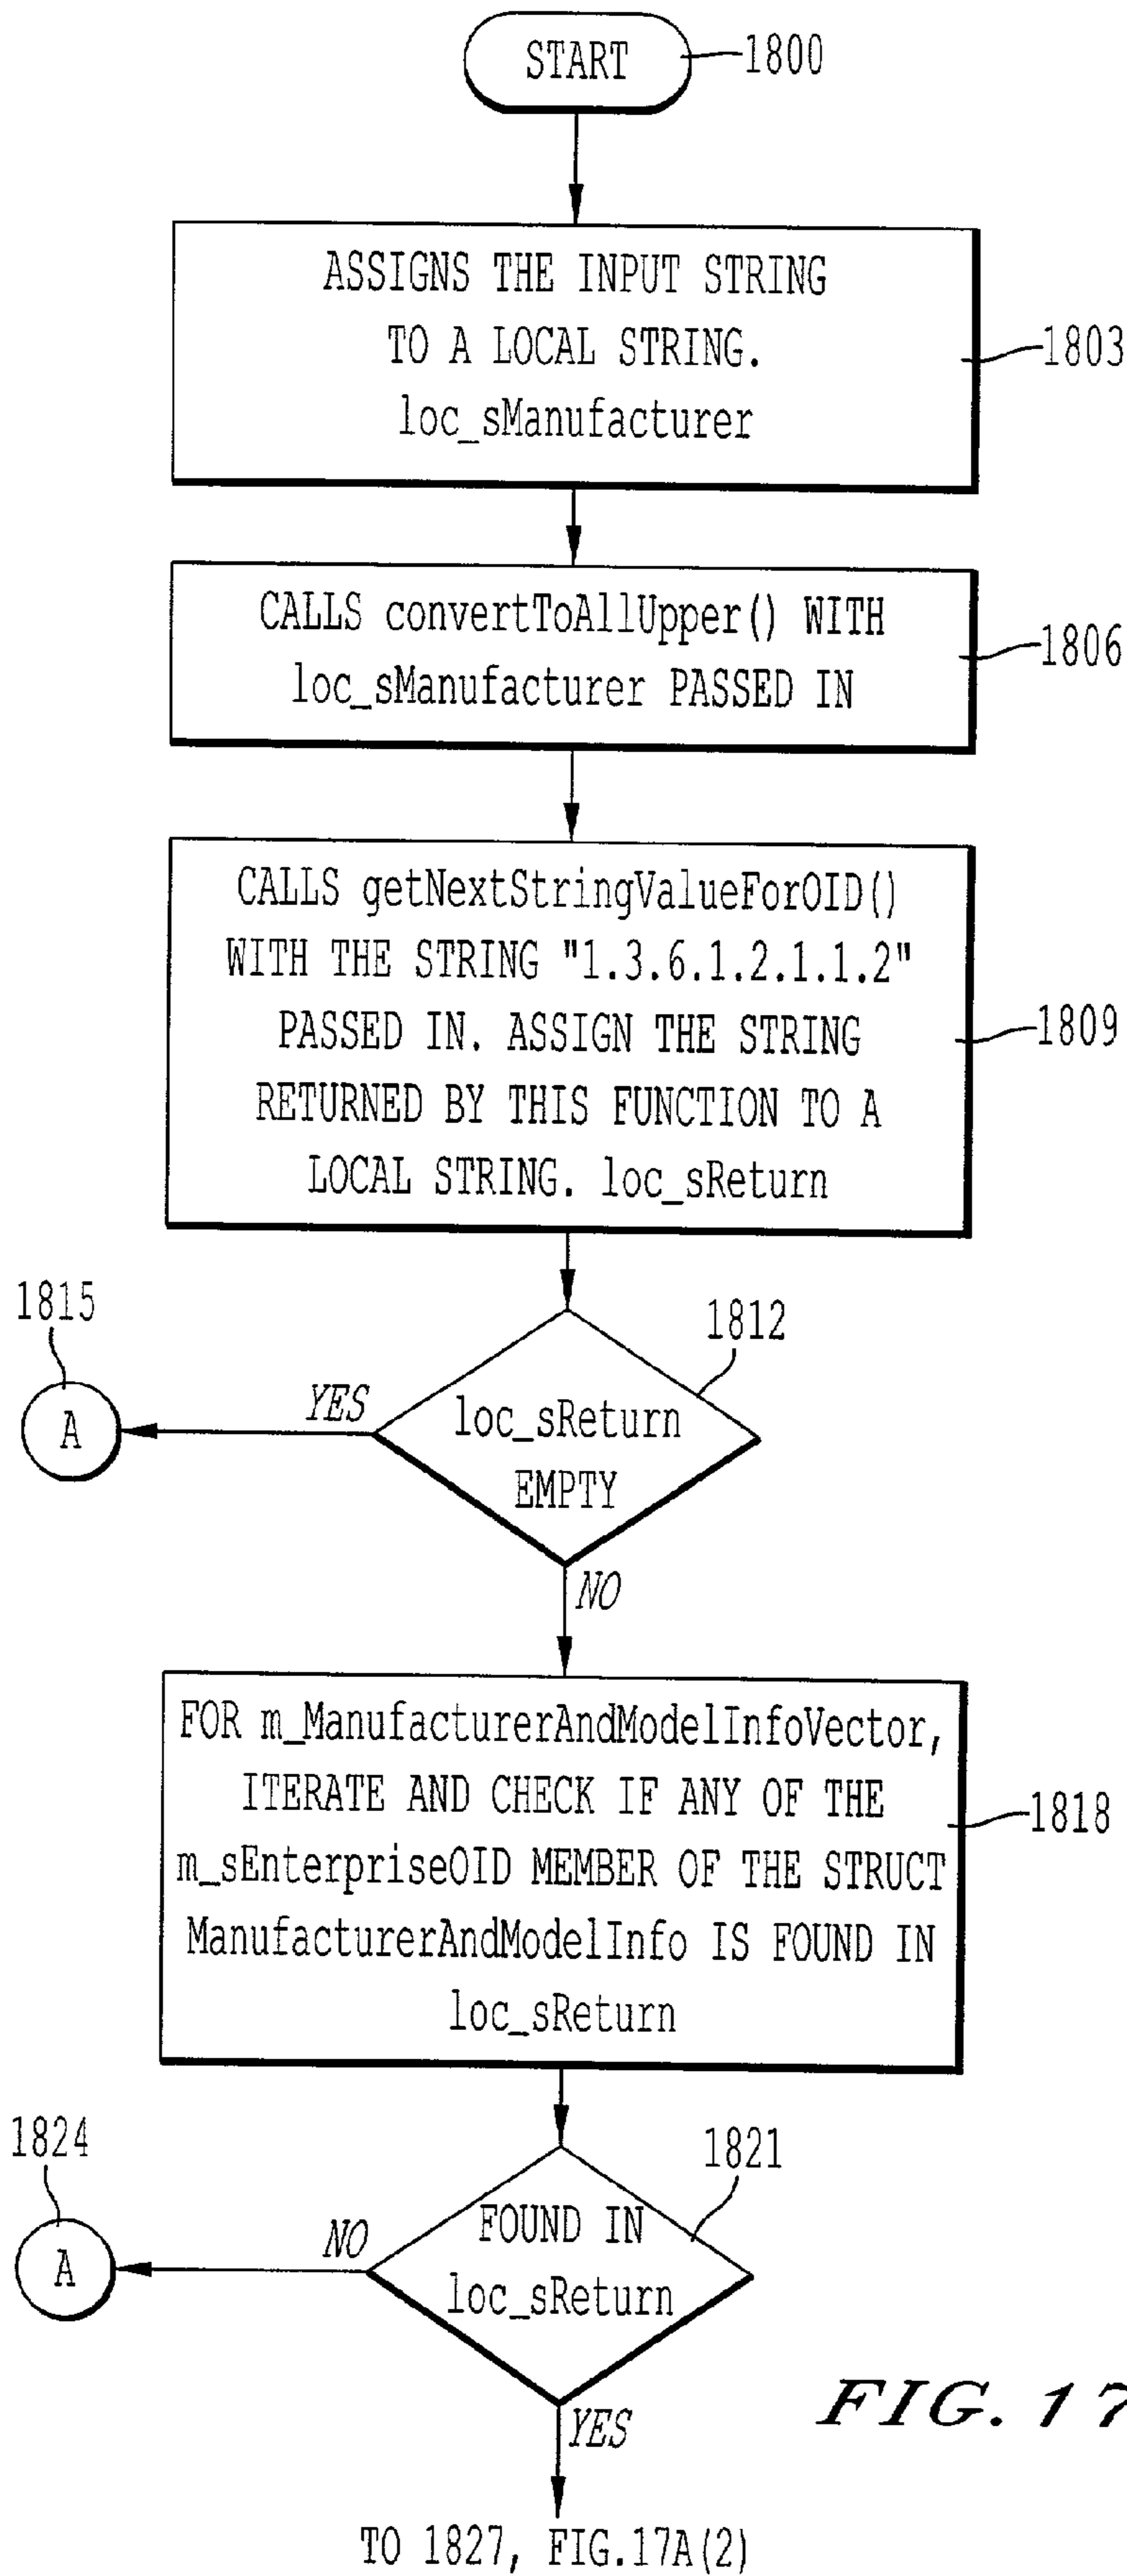 START
1800
ASSIGNS THE INPUT STRING
TO A LOCAL STRING.
loc_sManufacturer
1803
CALLS convertToAllUpper() WITH
loc_sManufacturer PASSED IN
1806
CALLS getNextStringValueForOID()
WITH THE STRING "1.3.6.1.2.1.1.2"
PASSED IN. ASSIGN THE STRING
RETURNED BY THIS FUNCTION TO A
LOCAL STRING. loc_sReturn
1809
1815
A
YES
1812
loc_sReturn
EMPTY
NO
FOR m_ManufacturerAndModelInfoVector,
ITERATE AND CHECK IF ANY OF THE
m_sEnterpriseOID MEMBER OF THE STRUCT
ManufacturerAndModelInfo IS FOUND IN
loc_sReturn
1818
1824
A
NO
1821
FOUND IN
loc_sReturn
YES
FIG. 17
TO 1827, FIG.17A(2)